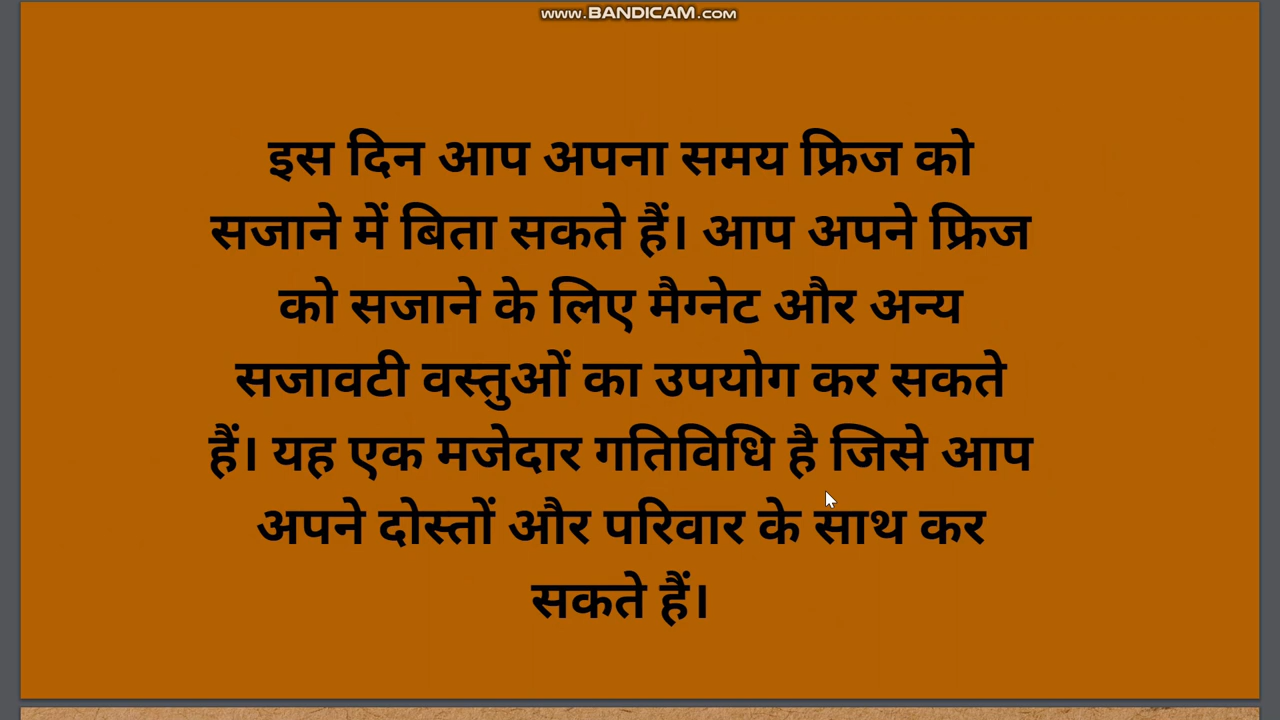 www.BANDICAM.com
इस दिन आप अपना समय फ्रिज को
सजाने में बिता सकते हैं। आप अपने फ्रिज
को सजाने के लिए मैग्नेट और अन्य
सजावटी वस्तुओं का उपयोग कर सकते
हैं। यह एक मजेदार गतिविधि है जिसे आप
अपने दोस्तों और परिवार के साथ कर
सकते हैं।